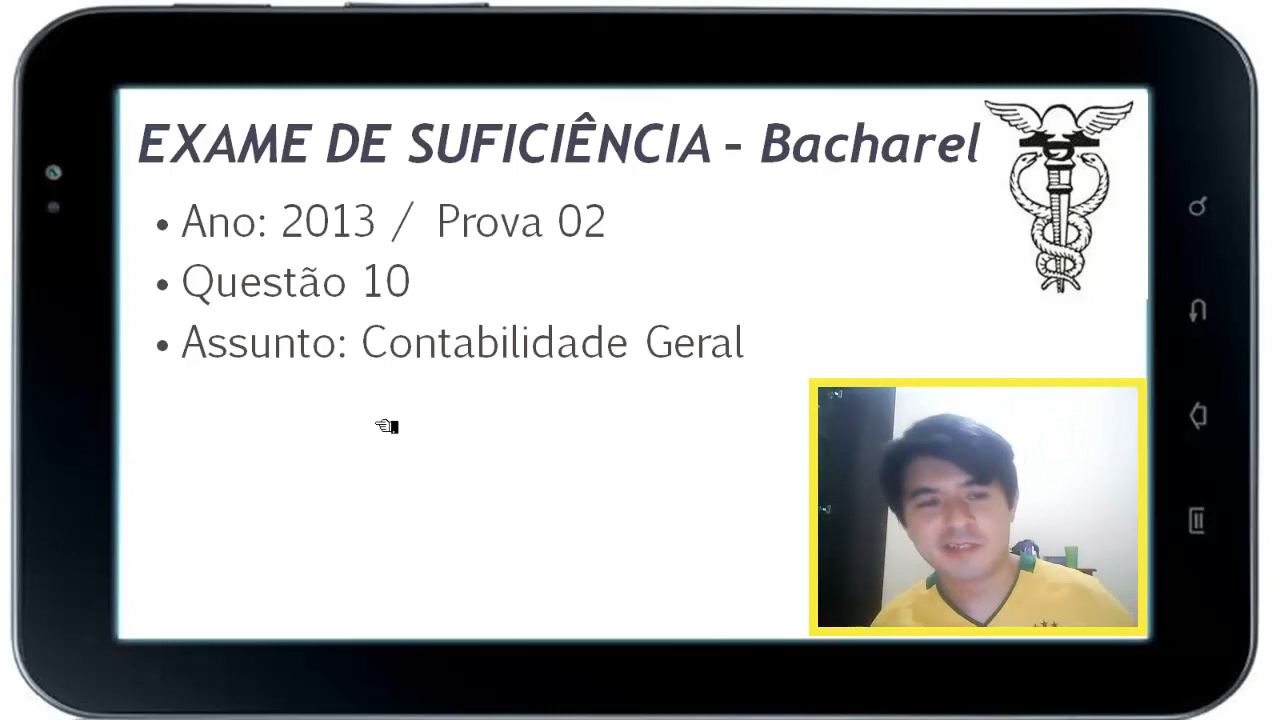 EXAME DE SUFICIÊNCIA – Bacharel
• Ano: 2013 / Prova 02
• Questão 10
• Assunto: Contabilidade Geral